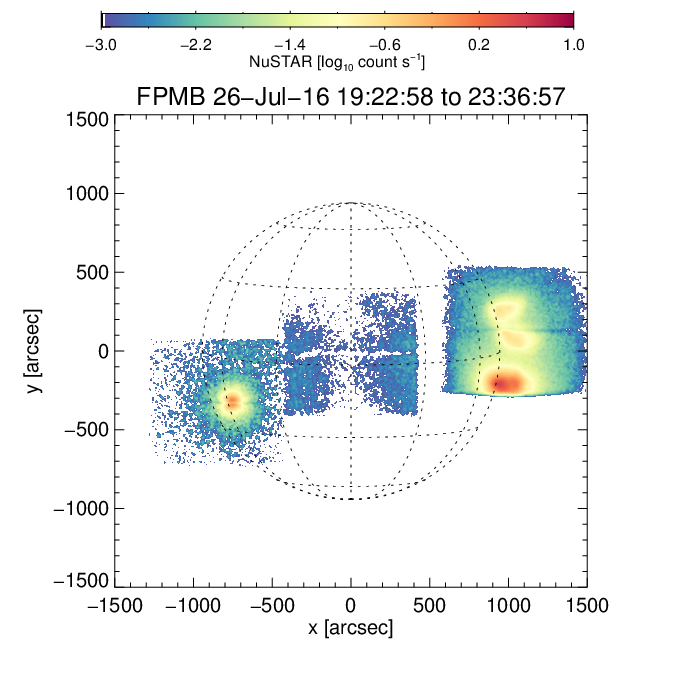 −3.0 −2.2 −1.4 −0.6 0.2 1.0
NuSTAR [log₁₀ count s⁻¹]
FPMB 26−Jul−16 19:22:58 to 23:36:57
1500
1000
500
0
−500
−1000
−1500
y [arcsec]
−1500 −1000 −500 0 500 1000 1500
x [arcsec]